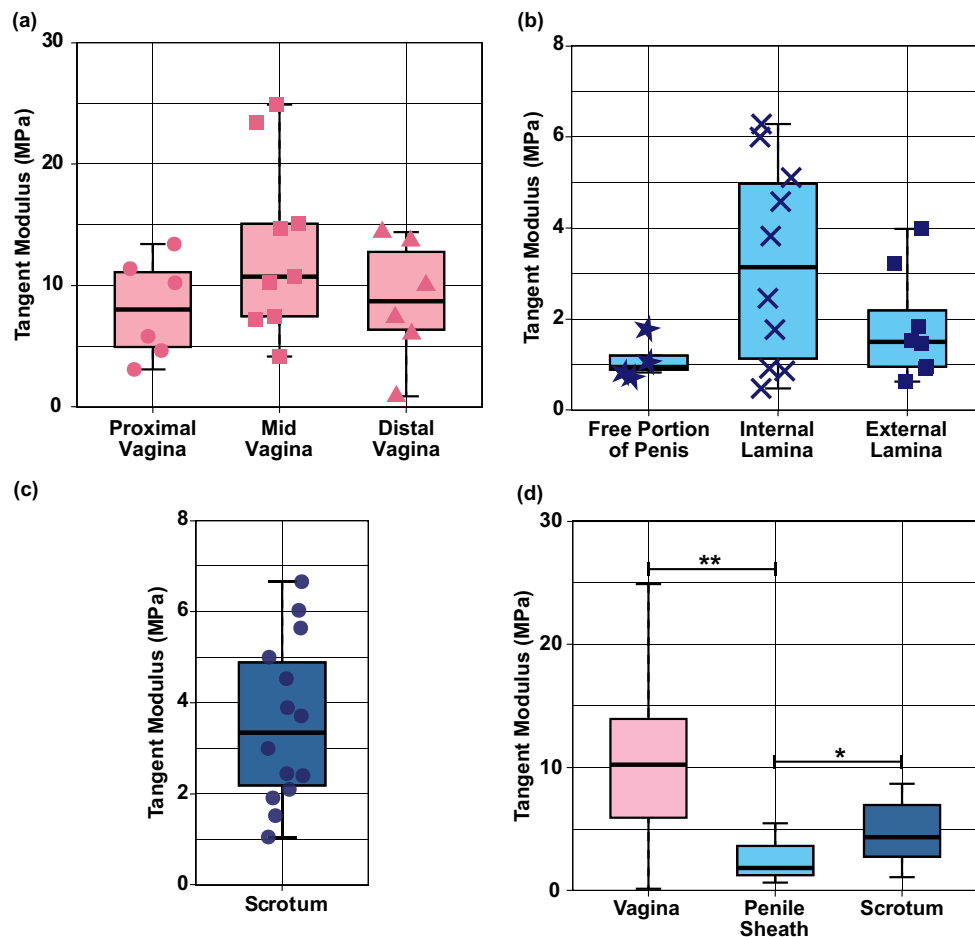 (a)
30
20
10
0
Tangent Modulus (MPa)
Proximal
Vagina
Mid
Vagina
Distal
Vagina
(b)
8
6
4
2
0
Tangent Modulus (MPa)
Free Portion
of Penis
Internal
Lamina
External
Lamina
(c)
8
6
4
2
0
Tangent Modulus (MPa)
Scrotum
(d)
30
20
10
0
Tangent Modulus (MPa)
**
*
Vagina
Penile
Sheath
Scrotum